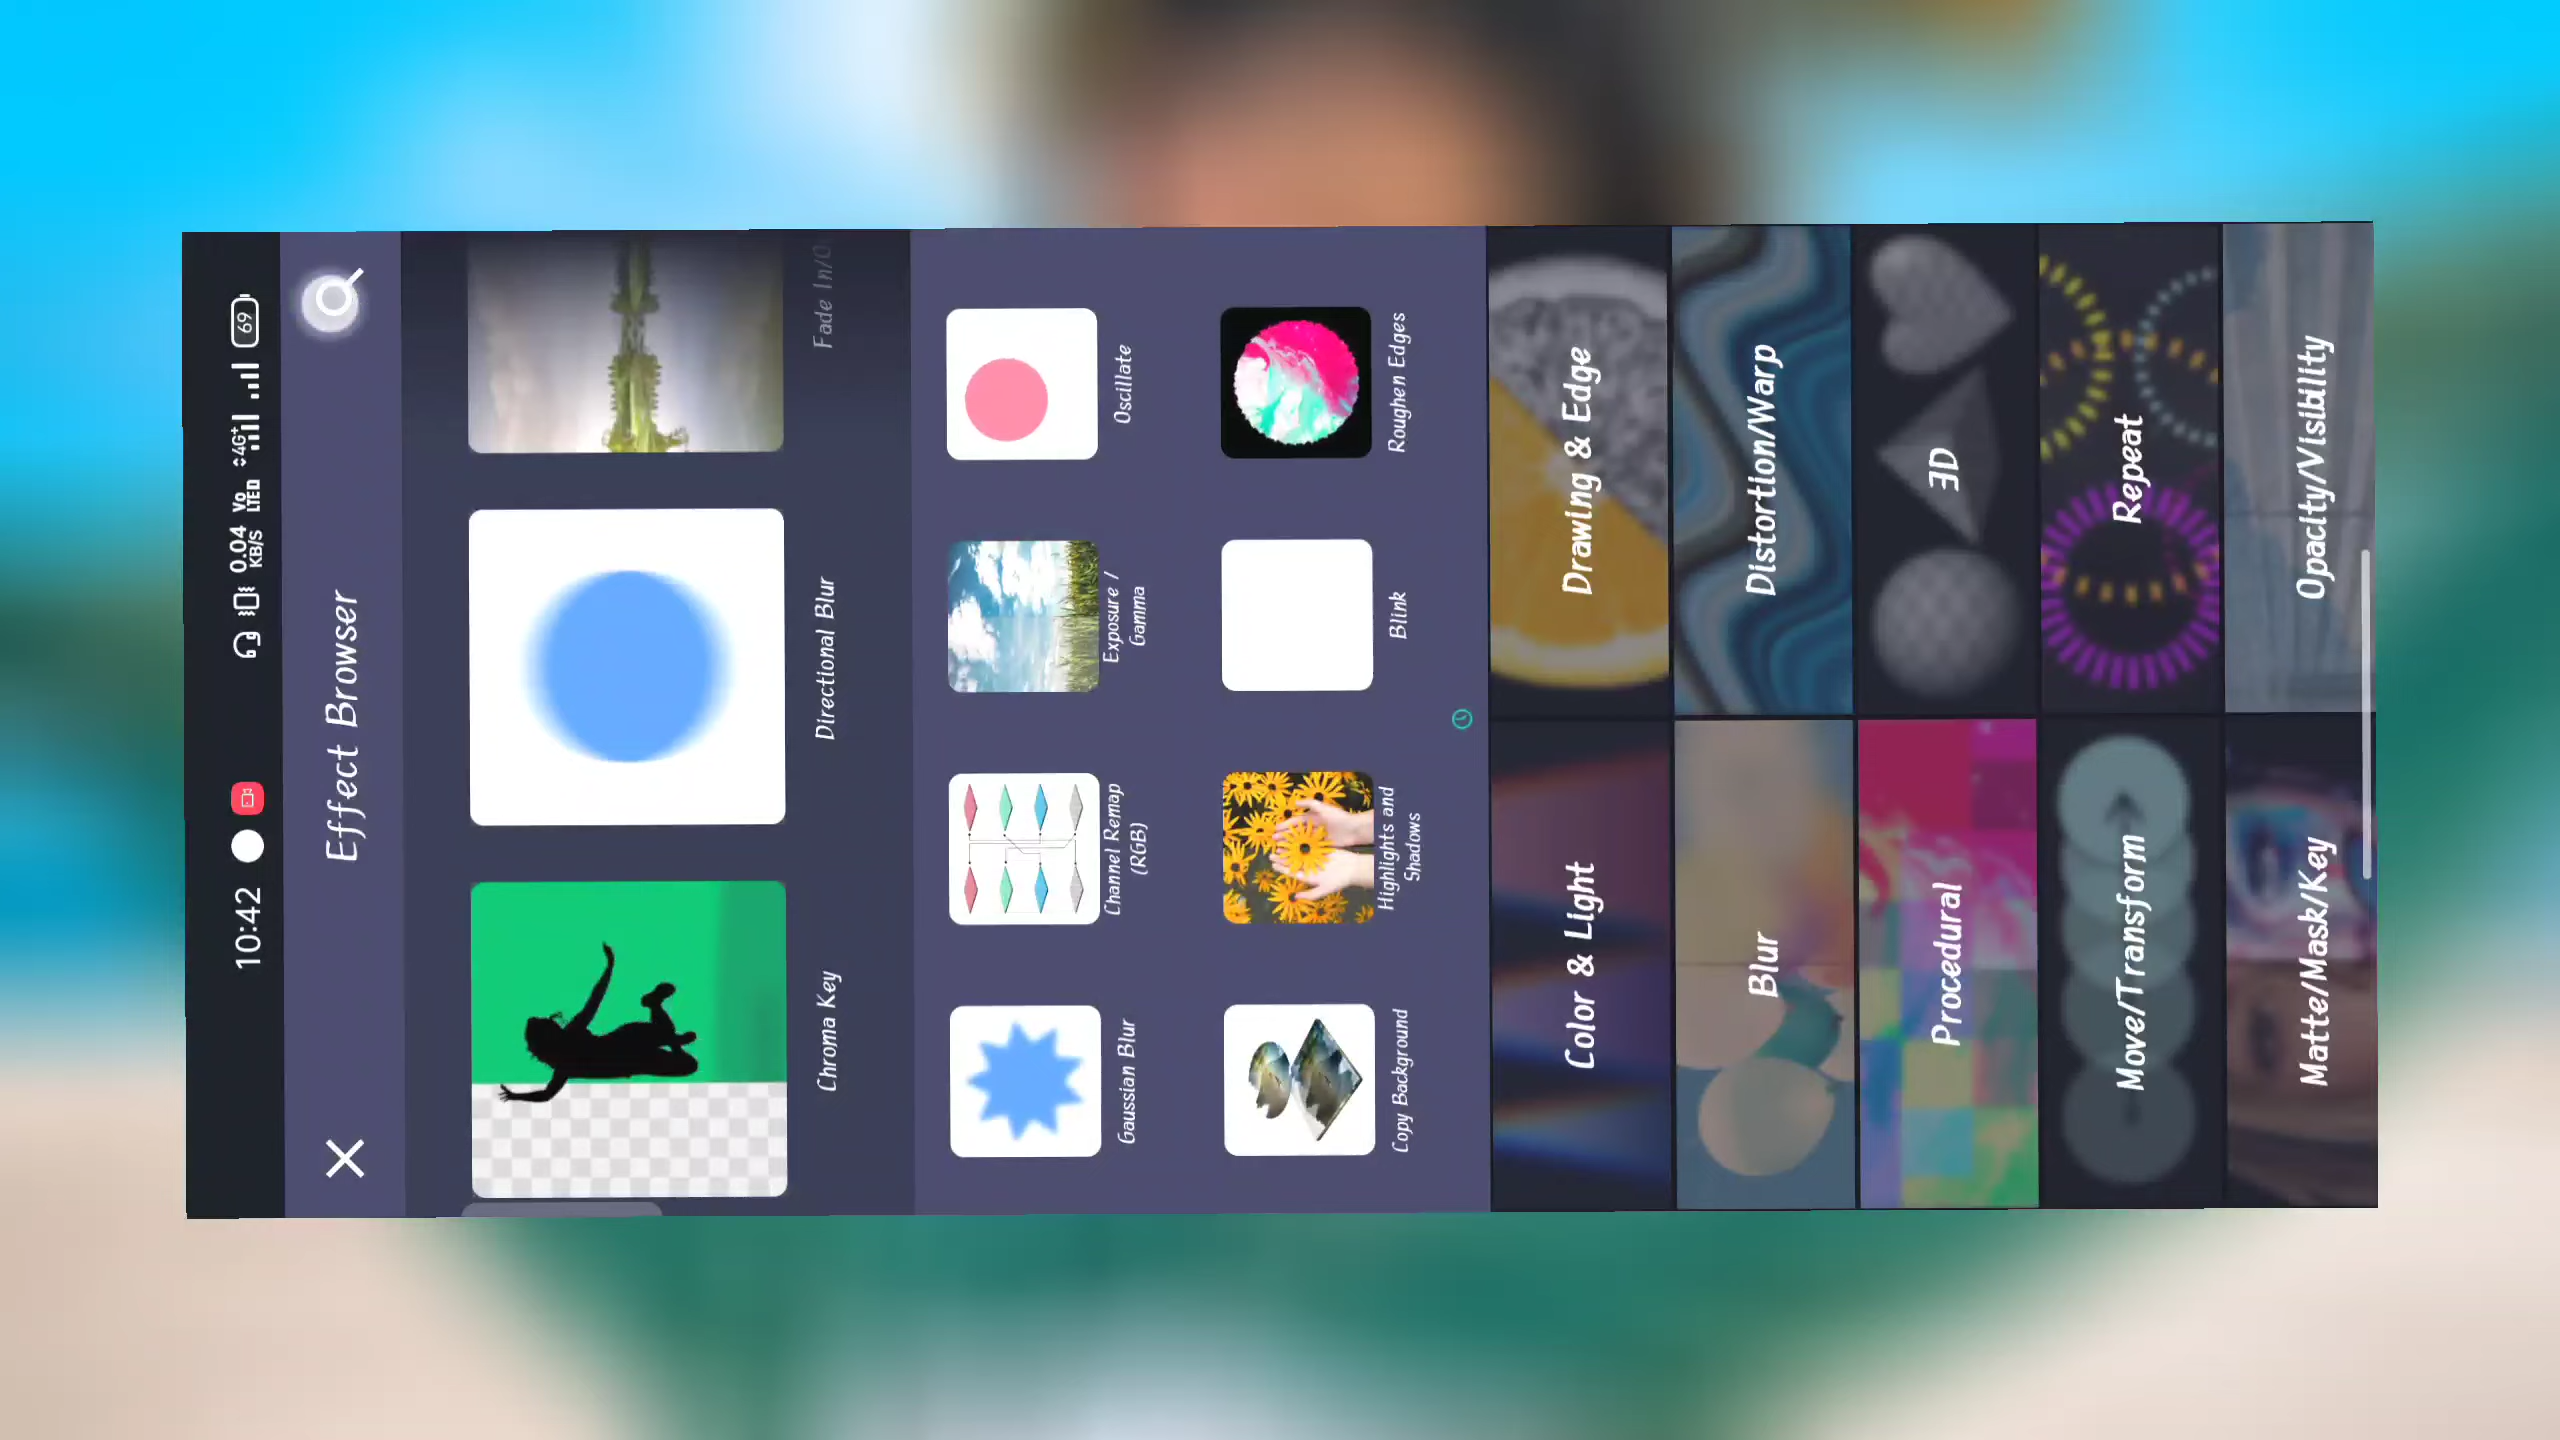 10:42
0.04
KB/S
Vo
LTED
4G+
69
Effect Browser
Chroma Key
Directional Blur
Fade In/O
Gaussian Blur
Channel Remap
(RGB)
Exposure /
Gamma
Oscillate
Copy Background
Highlights and
Shadows
Blink
Roughen Edges
Color & Light
Drawing & Edge
Blur
Distortion/Warp
Procedural
3D
Move/Transform
Repeat
Matte/Mask/Key
Opacity/Visibility